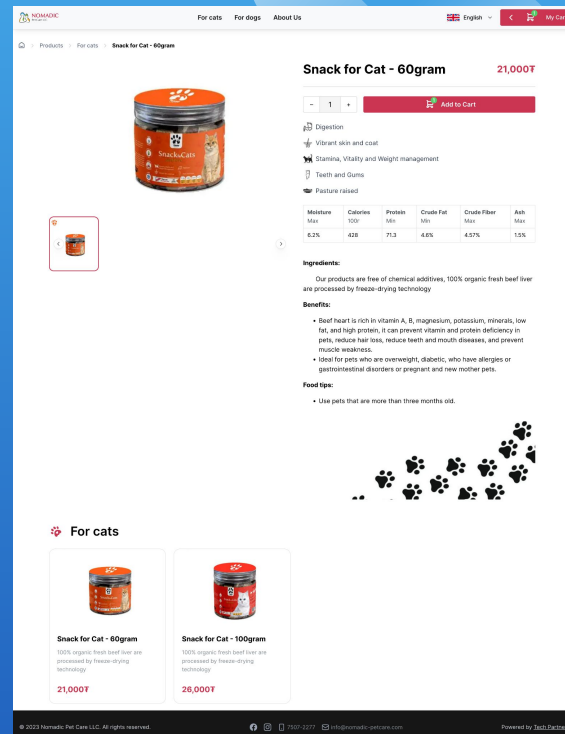 NOMADIC
For cats
For dogs
About Us
English
My Car
Products
For cats
Snack for Cat - 60gram
Snack for Cat - 60gram
21,000₮
- 1 +
Add to Cart
Digestion
Vibrant skin and coat
Stamina, Vitality and Weight management
Teeth and Gums
Pasture raised
Moisture Calories Protein Crude Fat Crude Fiber Ash
Max 100г Min Min Max Max
6.2% 428 71.3 4.6% 4.57% 1.5%
Ingredients:
Our products are free of chemical additives, 100% organic fresh beef liver
are processed by freeze-drying technology
Benefits:
• Beef heart is rich in vitamin A, B, magnesium, potassium, minerals, low
fat, and high protein, it can prevent vitamin and protein deficiency in
pets, reduce hair loss, reduce teeth and mouth diseases, and prevent
muscle weakness.
• Ideal for pets who are overweight, diabetic, who have allergies or
gastrointestinal disorders or pregnant and new mother pets.
Food tips:
• Use pets that are more than three months old.
Snack4Cats
For cats
Snack for Cat - 60gram
100% organic fresh beef liver are
processed by freeze-drying
technology
21,000₮
Snack for Cat - 100gram
100% organic fresh beef liver are
processed by freeze-drying
technology
26,000₮
© 2023 Nomadic Pet Care LLC. All rights reserved.
7507-2277
info@nomadic-petcare.com
Powered by Tech Partne